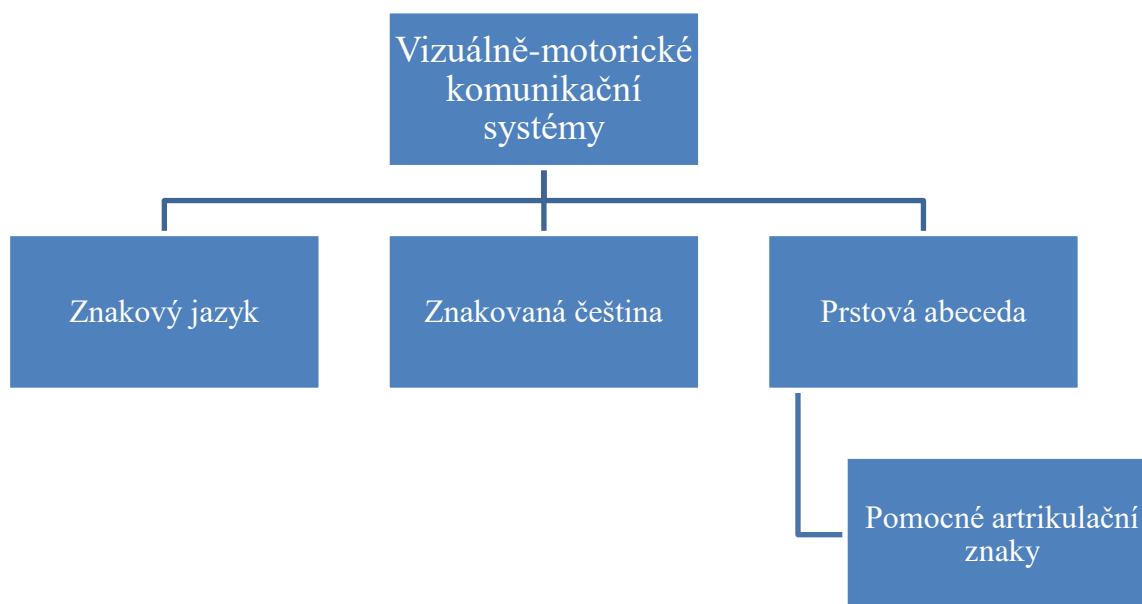 Vizuálně-motorické
komunikační
systémy
Znakový jazyk
Znakovaná čeština
Prstová abeceda
Pomocné artrikulační
znaky